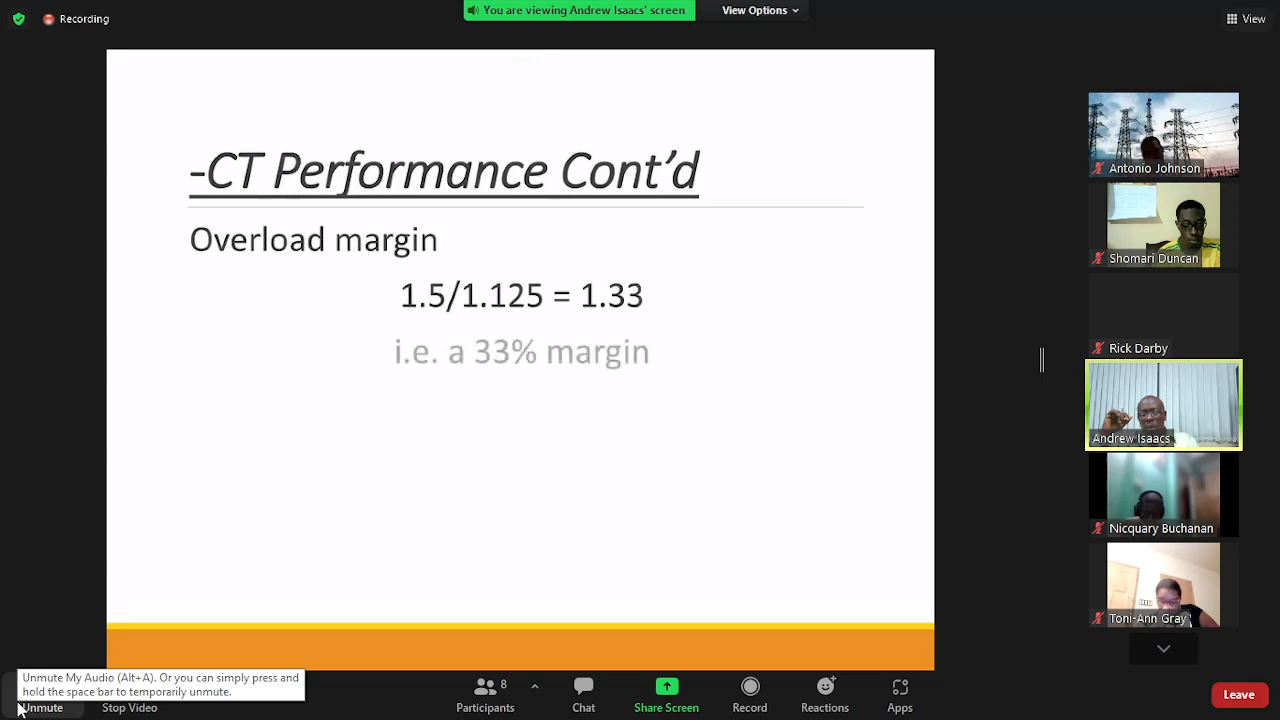 Recording
You are viewing Andrew Isaacs' screen
View Options
View
-CT Performance Cont'd
Overload margin
1.5/1.125 = 1.33
i.e. a 33% margin
Antonio Johnson
Shomari Duncan
Rick Darby
Andrew Isaacs
Nicquary Buchanan
Toni-Ann Gray
Unmute My Audio (Alt+A). Or you can simply press and
hold the space bar to temporarily unmute.
Unmute
Stop Video
8
Participants
Chat
Share Screen
Record
Reactions
Apps
Leave